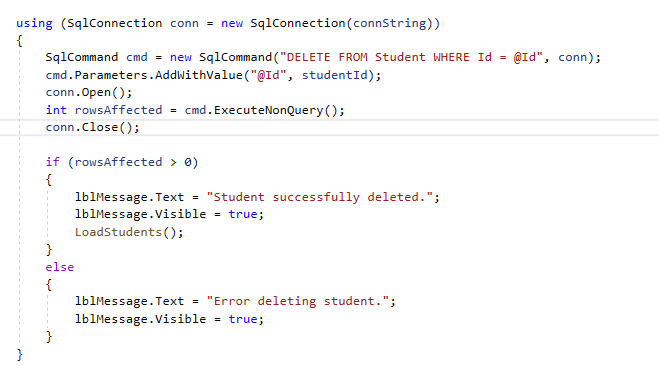 using (SqlConnection conn = new SqlConnection(connString))
{
    SqlCommand cmd = new SqlCommand("DELETE FROM Student WHERE Id = @Id", conn);
    cmd.Parameters.AddWithValue("@Id", studentId);
    conn.Open();
    int rowsAffected = cmd.ExecuteNonQuery();
    conn.Close();

    if (rowsAffected > 0)
    {
        lblMessage.Text = "Student successfully deleted.";
        lblMessage.Visible = true;
        LoadStudents();
    }
    else
    {
        lblMessage.Text = "Error deleting student.";
        lblMessage.Visible = true;
    }
}